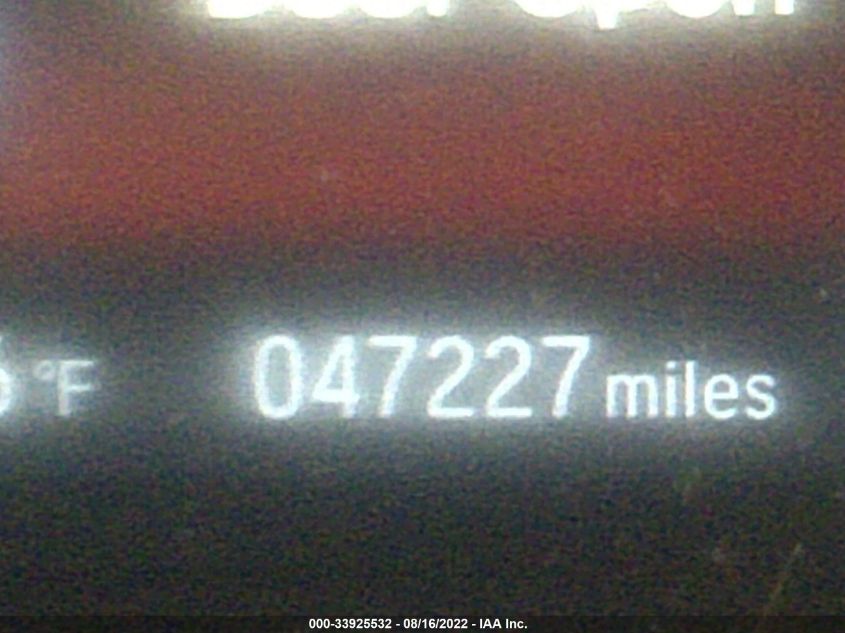 °F 047227 miles
000-33925532 - 08/16/2022 - IAA Inc.